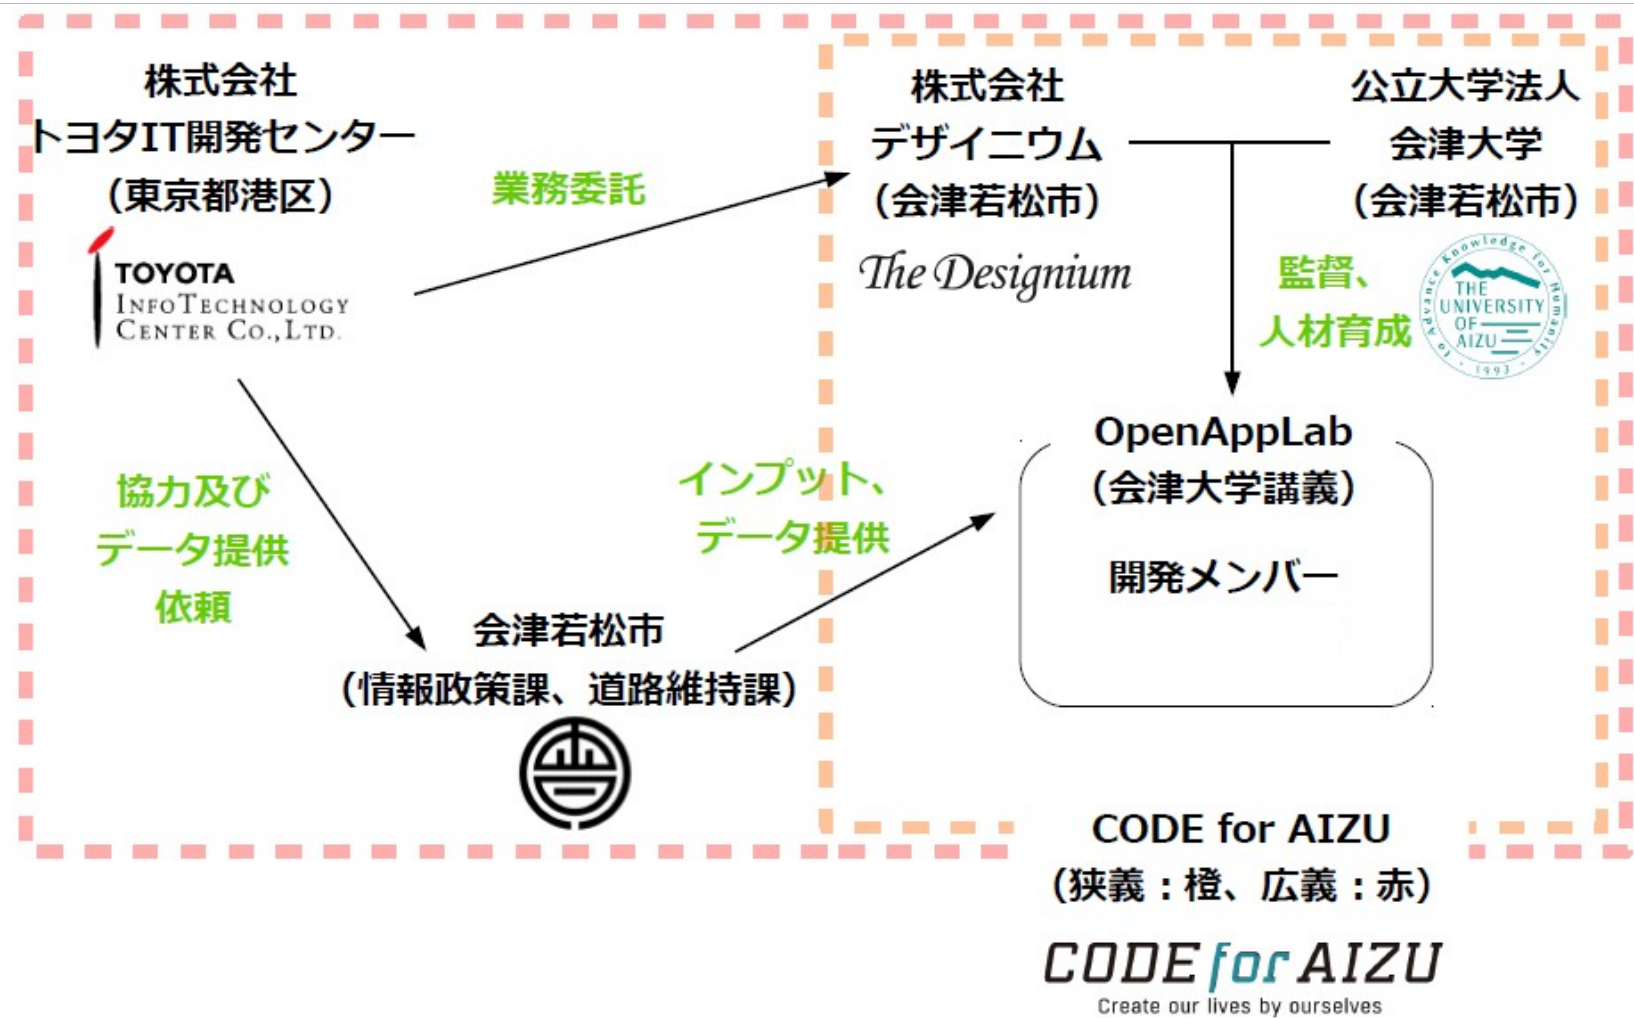 株式会社
トヨタIT開発センター
（東京都港区）
TOYOTA
INFOTECHNOLOGY
CENTER CO.,LTD.
業務委託
株式会社
デザイニウム
（会津若松市）
The Designium
公立大学法人
会津大学
（会津若松市）
to Advance Knowledge for Humanity
THE
UNIVERSITY
OF
AIZU
・1993・
監督、
人材育成
協力及び
データ提供
依頼
インプット、
データ提供
会津若松市
（情報政策課、道路維持課）
OpenAppLab
（会津大学講義）
開発メンバー
CODE for AIZU
（狭義：橙、広義：赤）
CODE for AIZU
Create our lives by ourselves